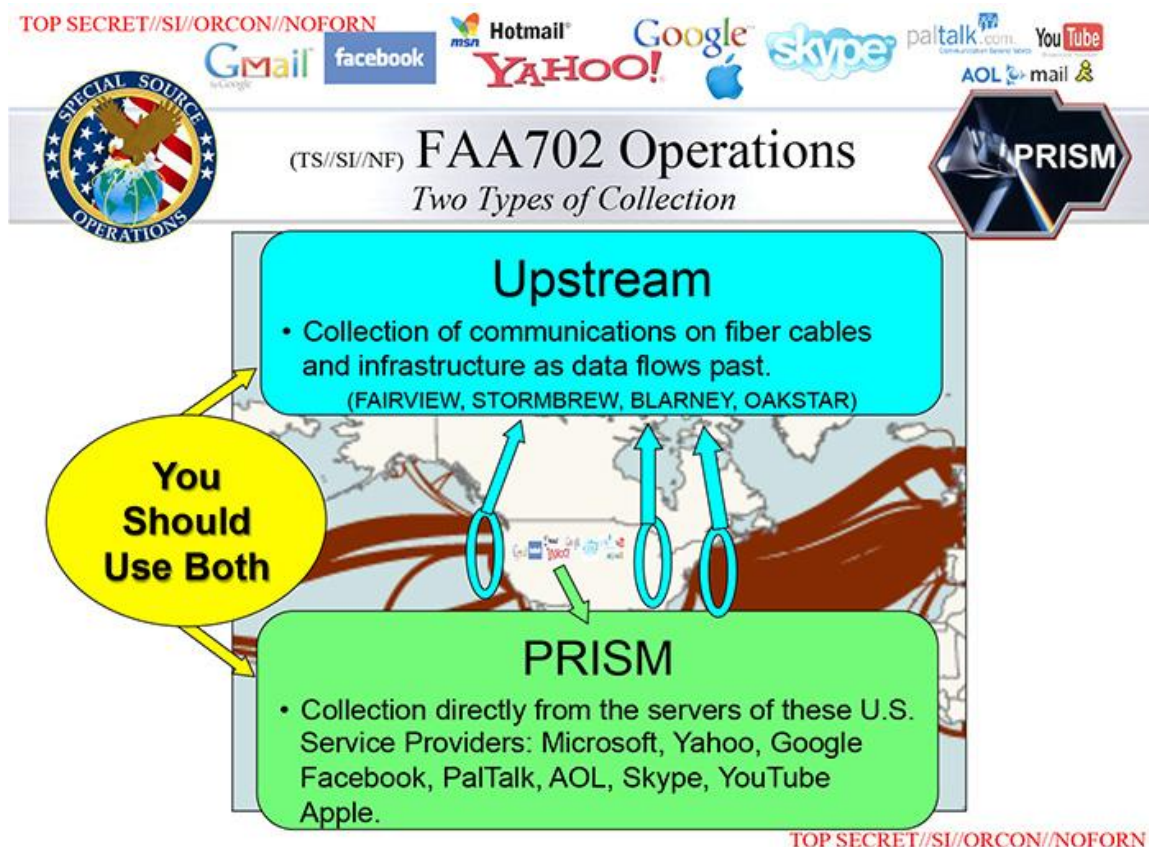 TOP SECRET//SI//ORCON//NOFORN
Gmail
by Google
facebook
msn Hotmail
YAHOO!
Google
skype
paltalk.com
YouTube
AOL mail
SPECIAL SOURCE
OPERATIONS
(TS//SI//NF) FAA702 Operations
Two Types of Collection
PRISM
Upstream
• Collection of communications on fiber cables
and infrastructure as data flows past.
(FAIRVIEW, STORMBREW, BLARNEY, OAKSTAR)
You
Should
Use Both
PRISM
• Collection directly from the servers of these U.S.
Service Providers: Microsoft, Yahoo, Google
Facebook, PalTalk, AOL, Skype, YouTube
Apple.
TOP SECRET//SI//ORCON//NOFORN